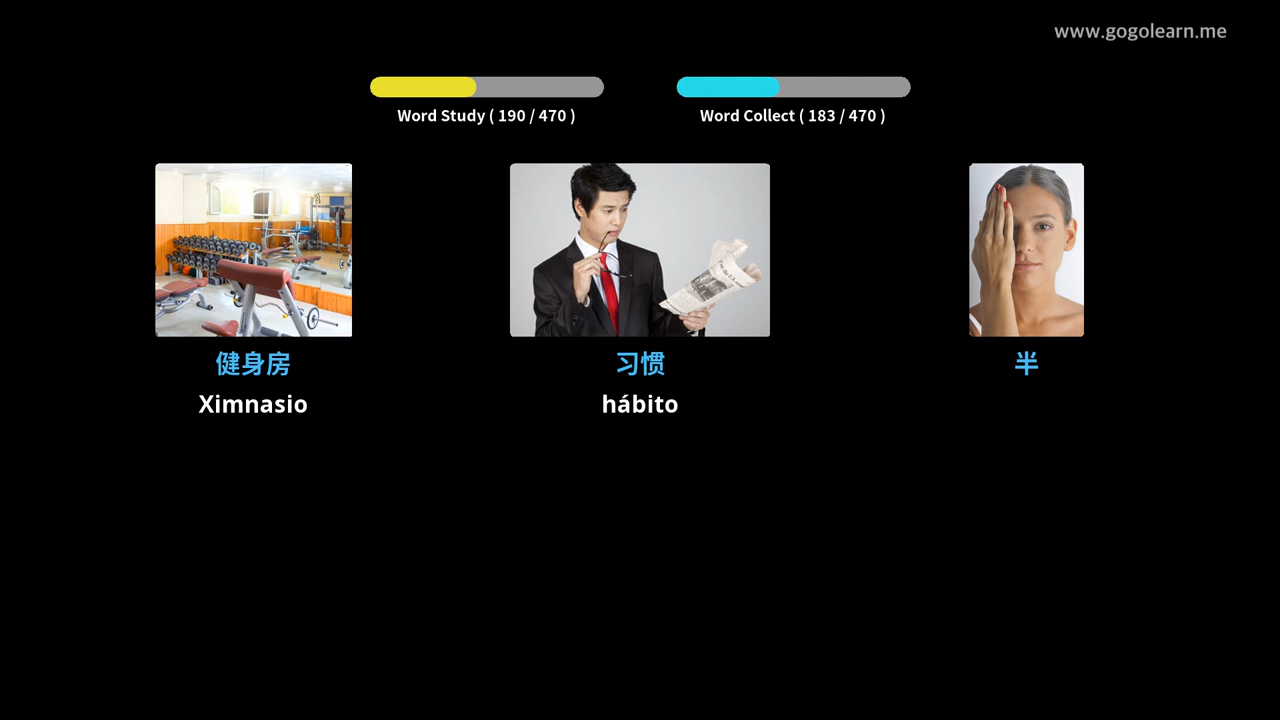 www.gogolearn.me
Word Study ( 190 / 470 )
Word Collect ( 183 / 470 )
健身房
习惯
半
Ximnasio
hábito